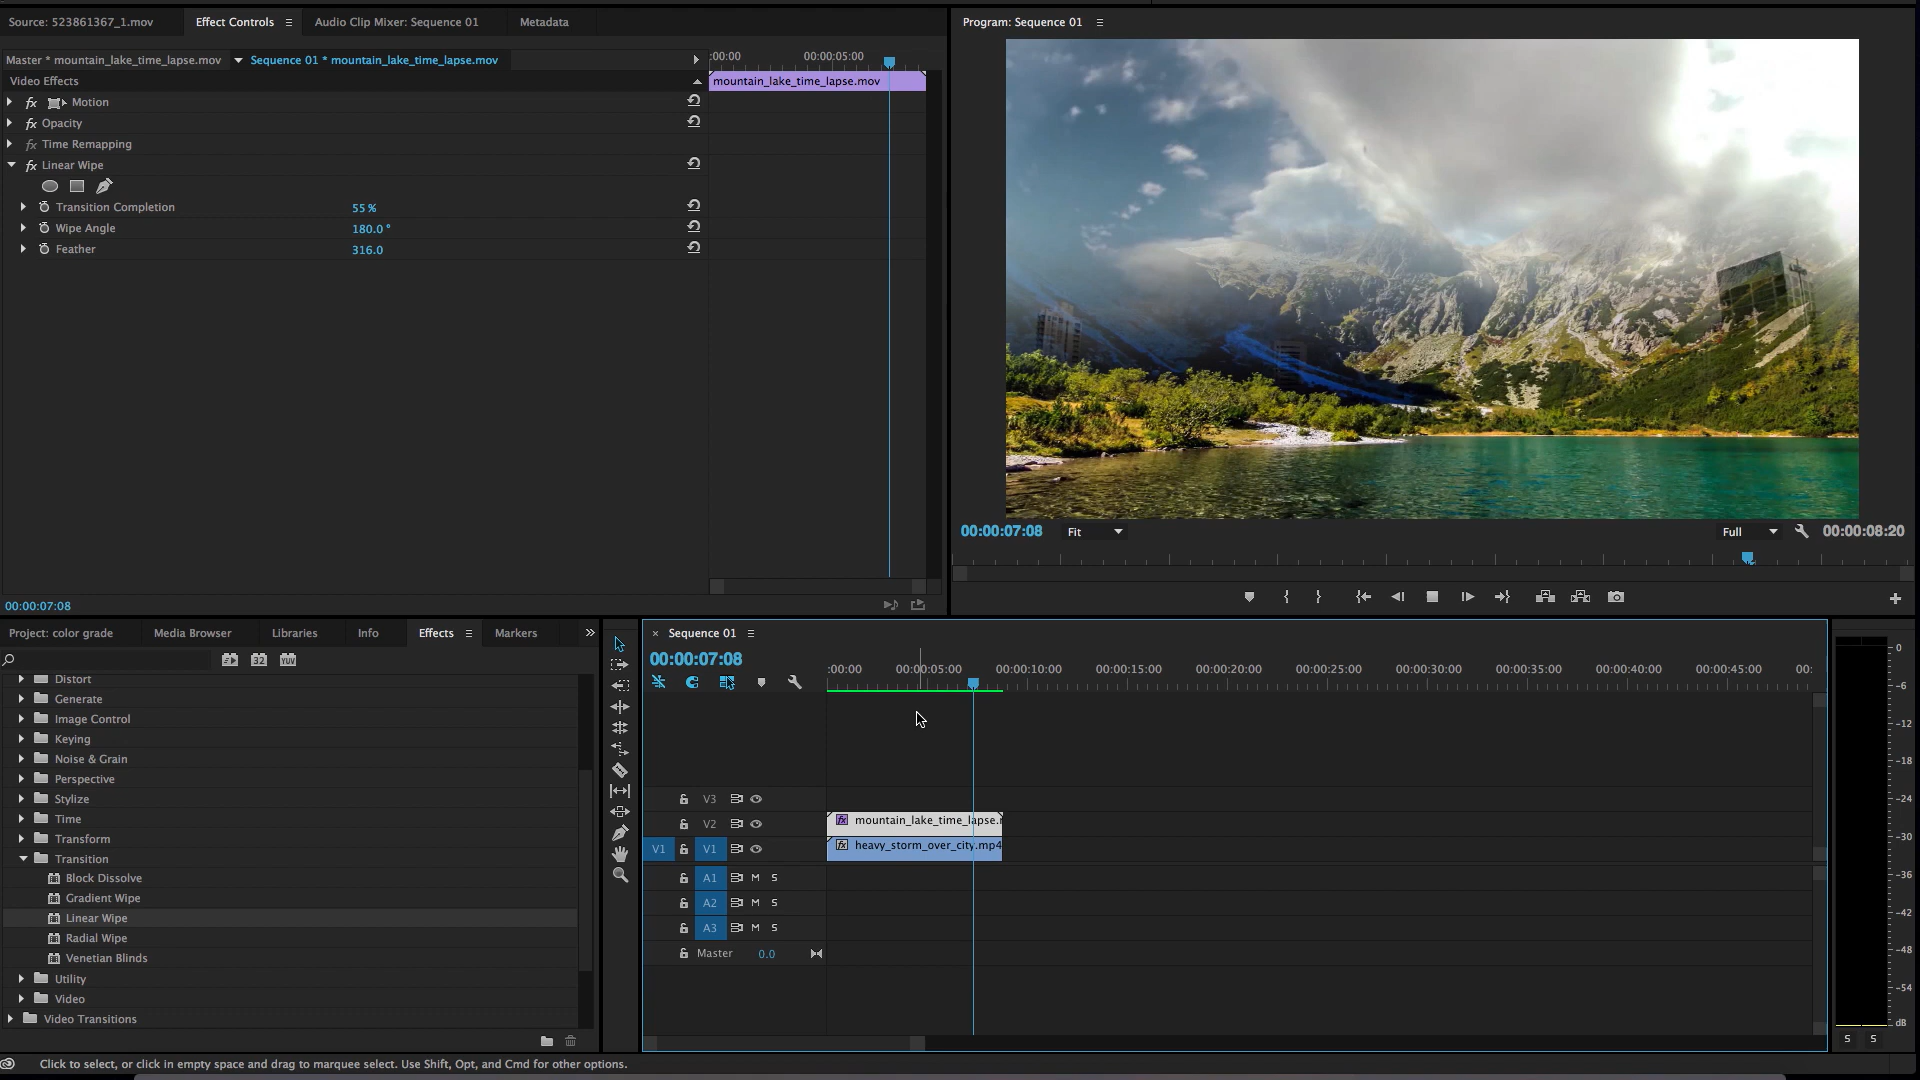 Source: 523861367_1.mov Effect Controls Audio Clip Mixer: Sequence 01 Metadata
Master * mountain_lake_time_lapse.mov Sequence 01 * mountain_lake_time_lapse.mov
:00:00 00:00:05:00
Video Effects
mountain_lake_time_lapse.mov
fx Motion
fx Opacity
fx Time Remapping
fx Linear Wipe
Transition Completion 55 %
Wipe Angle 180.0 °
Feather 316.0
00:00:07:08
Program: Sequence 01
00:00:07:08 Fit Full 00:00:08:20
Project: color grade Media Browser Libraries Info Effects Markers
32 YUV
Distort
Generate
Image Control
Keying
Noise & Grain
Perspective
Stylize
Time
Transform
Transition
Block Dissolve
Gradient Wipe
Linear Wipe
Radial Wipe
Venetian Blinds
Utility
Video
Video Transitions
× Sequence 01
00:00:07:08
:00:00 00:00:05:00 00:00:10:00 00:00:15:00 00:00:20:00 00:00:25:00 00:00:30:00 00:00:35:00 00:00:40:00 00:00:45:00 00:
V3
V2 fx mountain_lake_time_lapse.
V1 V1 fx heavy_storm_over_city.mp4
A1 M S
A2 M S
A3 M S
Master 0.0
0
-6
-12
-18
-24
-30
-36
-42
-48
-54
dB
S S
Click to select, or click in empty space and drag to marquee select. Use Shift, Opt, and Cmd for other options.